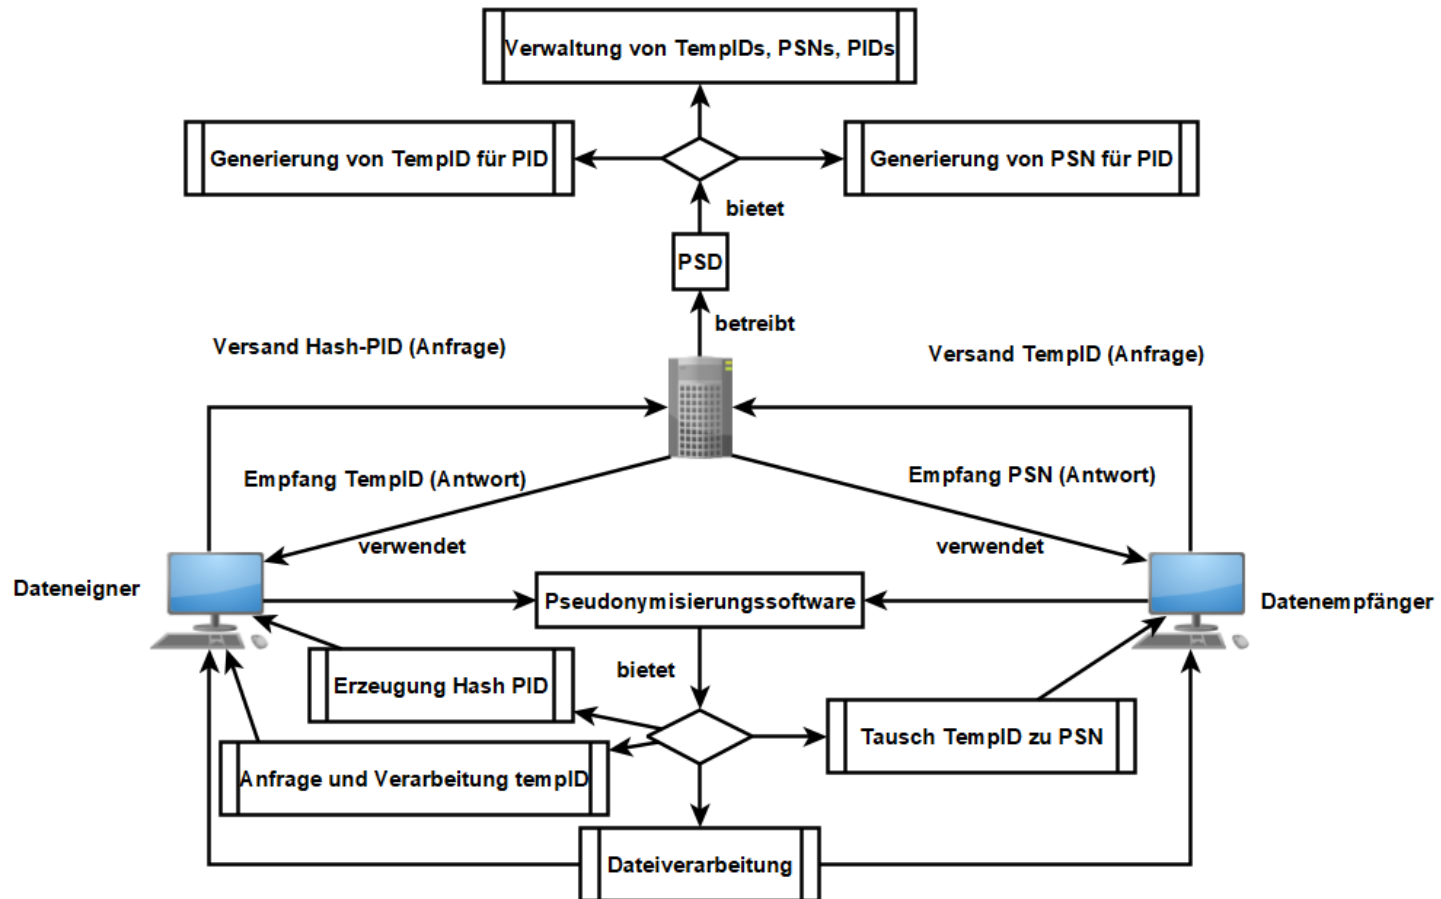 Verwaltung von TempIDs, PSNs, PIDs
Generierung von TempID für PID
Generierung von PSN für PID
bietet
PSD
betreibt
Versand Hash-PID (Anfrage)
Versand TempID (Anfrage)
Empfang TempID (Antwort)
Empfang PSN (Antwort)
verwendet
verwendet
Dateneigner
Pseudonymisierungssoftware
Datenempfänger
bietet
Erzeugung Hash PID
Tausch TempID zu PSN
Anfrage und Verarbeitung tempID
Dateiverarbeitung